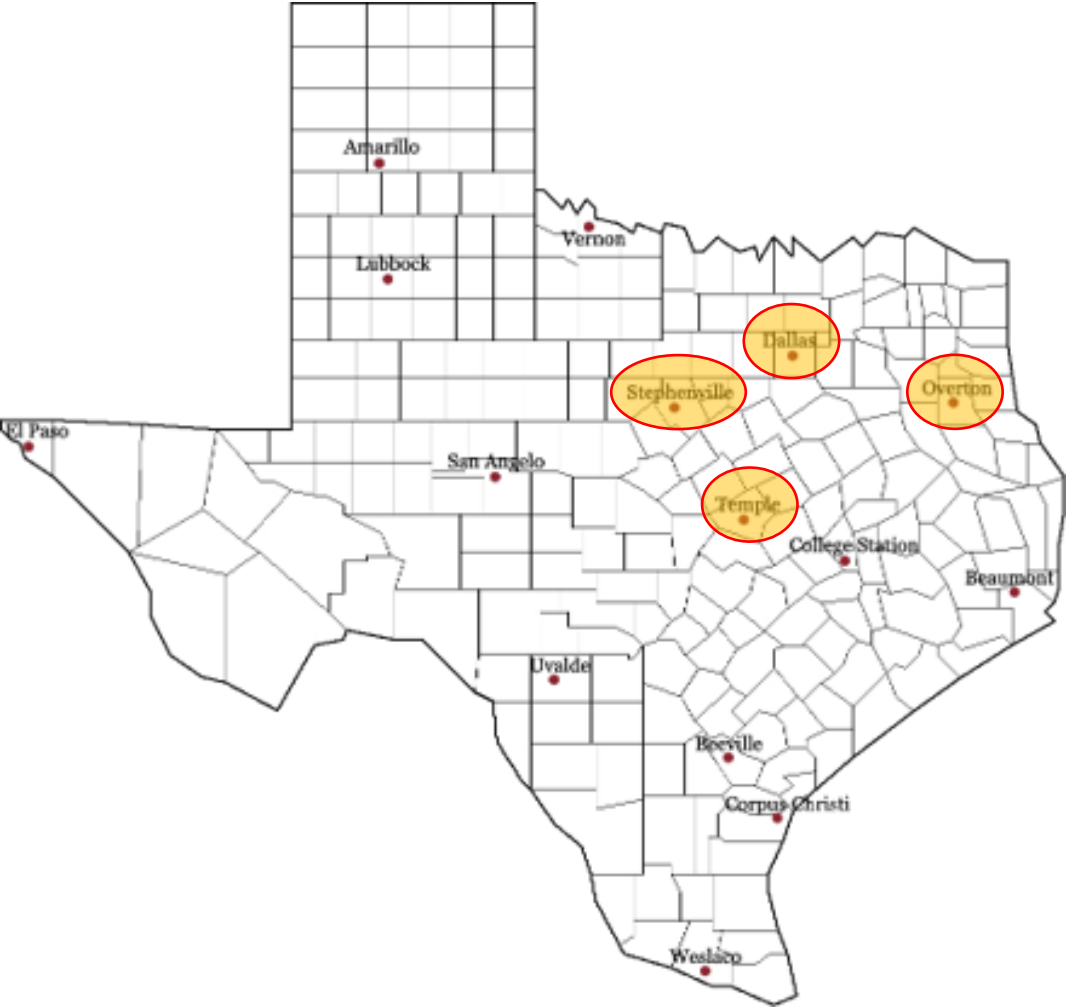 Amarillo
Vernon
Lubbock
Dallas
Stephenville
Overton
El Paso
San Angelo
Temple
College Station
Beaumont
Uvalde
Beeville
Corpus Christi
Weslaco